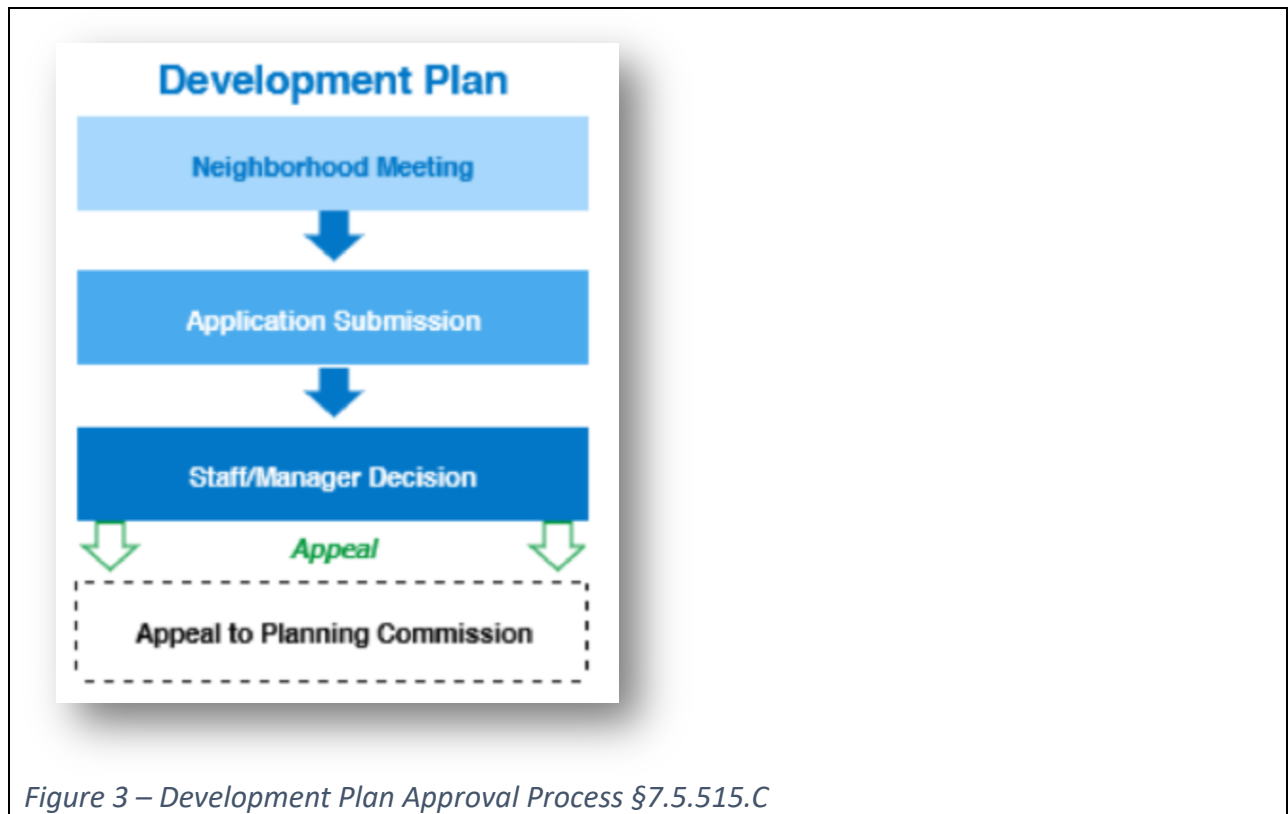 Development Plan
Neighborhood Meeting
Application Submission
Staff/Manager Decision
Appeal
Appeal to Planning Commission
Figure 3 – Development Plan Approval Process §7.5.515.C